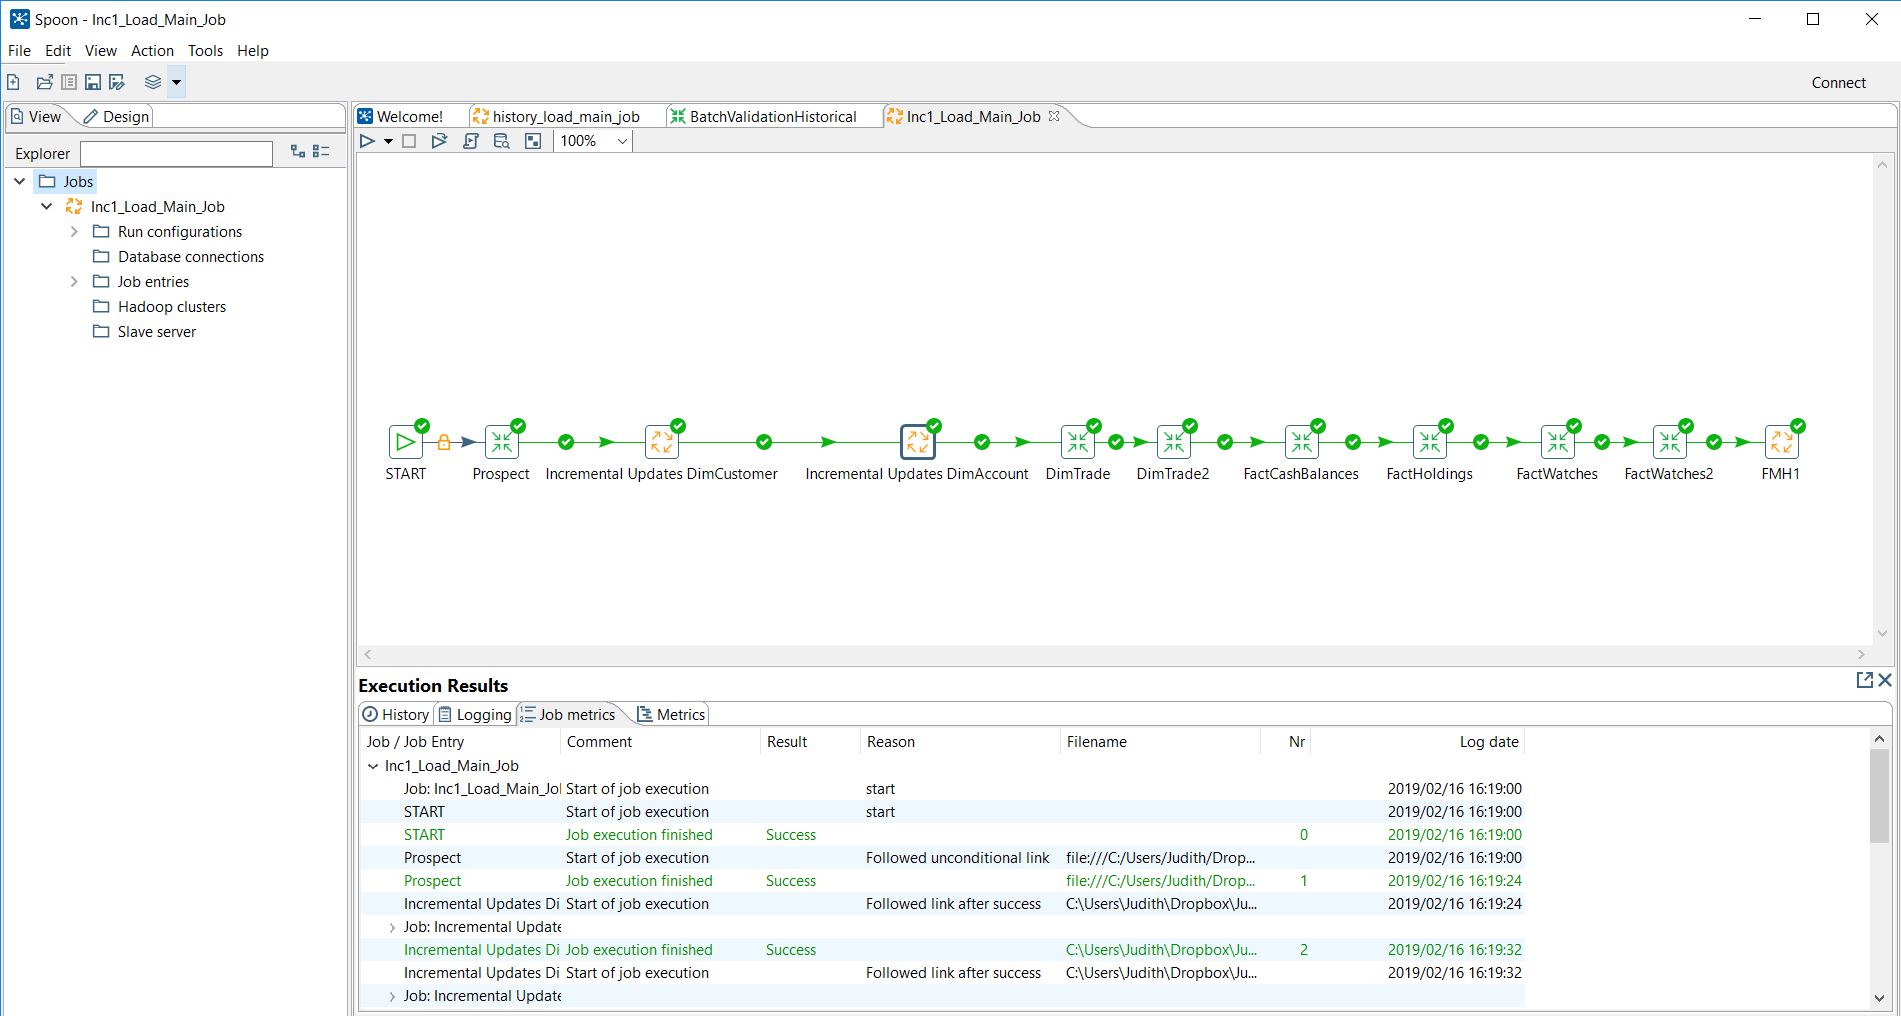 Spoon - Inc1_Load_Main_Job
File Edit View Action Tools Help
Connect
View Design
Explorer
Jobs
Inc1_Load_Main_Job
Run configurations
Database connections
Job entries
Hadoop clusters
Slave server
Welcome! history_load_main_job BatchValidationHistorical Inc1_Load_Main_Job
100%
START Prospect Incremental Updates DimCustomer Incremental Updates DimAccount DimTrade DimTrade2 FactCashBalances FactHoldings FactWatches FactWatches2 FMH1
Execution Results
History Logging Job metrics Metrics
Job / Job Entry Comment Result Reason Filename Nr Log date
Inc1_Load_Main_Job
Job: Inc1_Load_Main_Jol Start of job execution start 2019/02/16 16:19:00
START Start of job execution start 2019/02/16 16:19:00
START Job execution finished Success 0 2019/02/16 16:19:00
Prospect Start of job execution Followed unconditional link file:///C:/Users/Judith/Drop... 2019/02/16 16:19:00
Prospect Job execution finished Success file:///C:/Users/Judith/Drop... 1 2019/02/16 16:19:24
Incremental Updates Di Start of job execution Followed link after success C:\Users\Judith\Dropbox\Ju... 2019/02/16 16:19:24
Job: Incremental Update
Incremental Updates Di Job execution finished Success C:\Users\Judith\Dropbox\Ju... 2 2019/02/16 16:19:32
Incremental Updates Di Start of job execution Followed link after success C:\Users\Judith\Dropbox\Ju... 2019/02/16 16:19:32
Job: Incremental Update